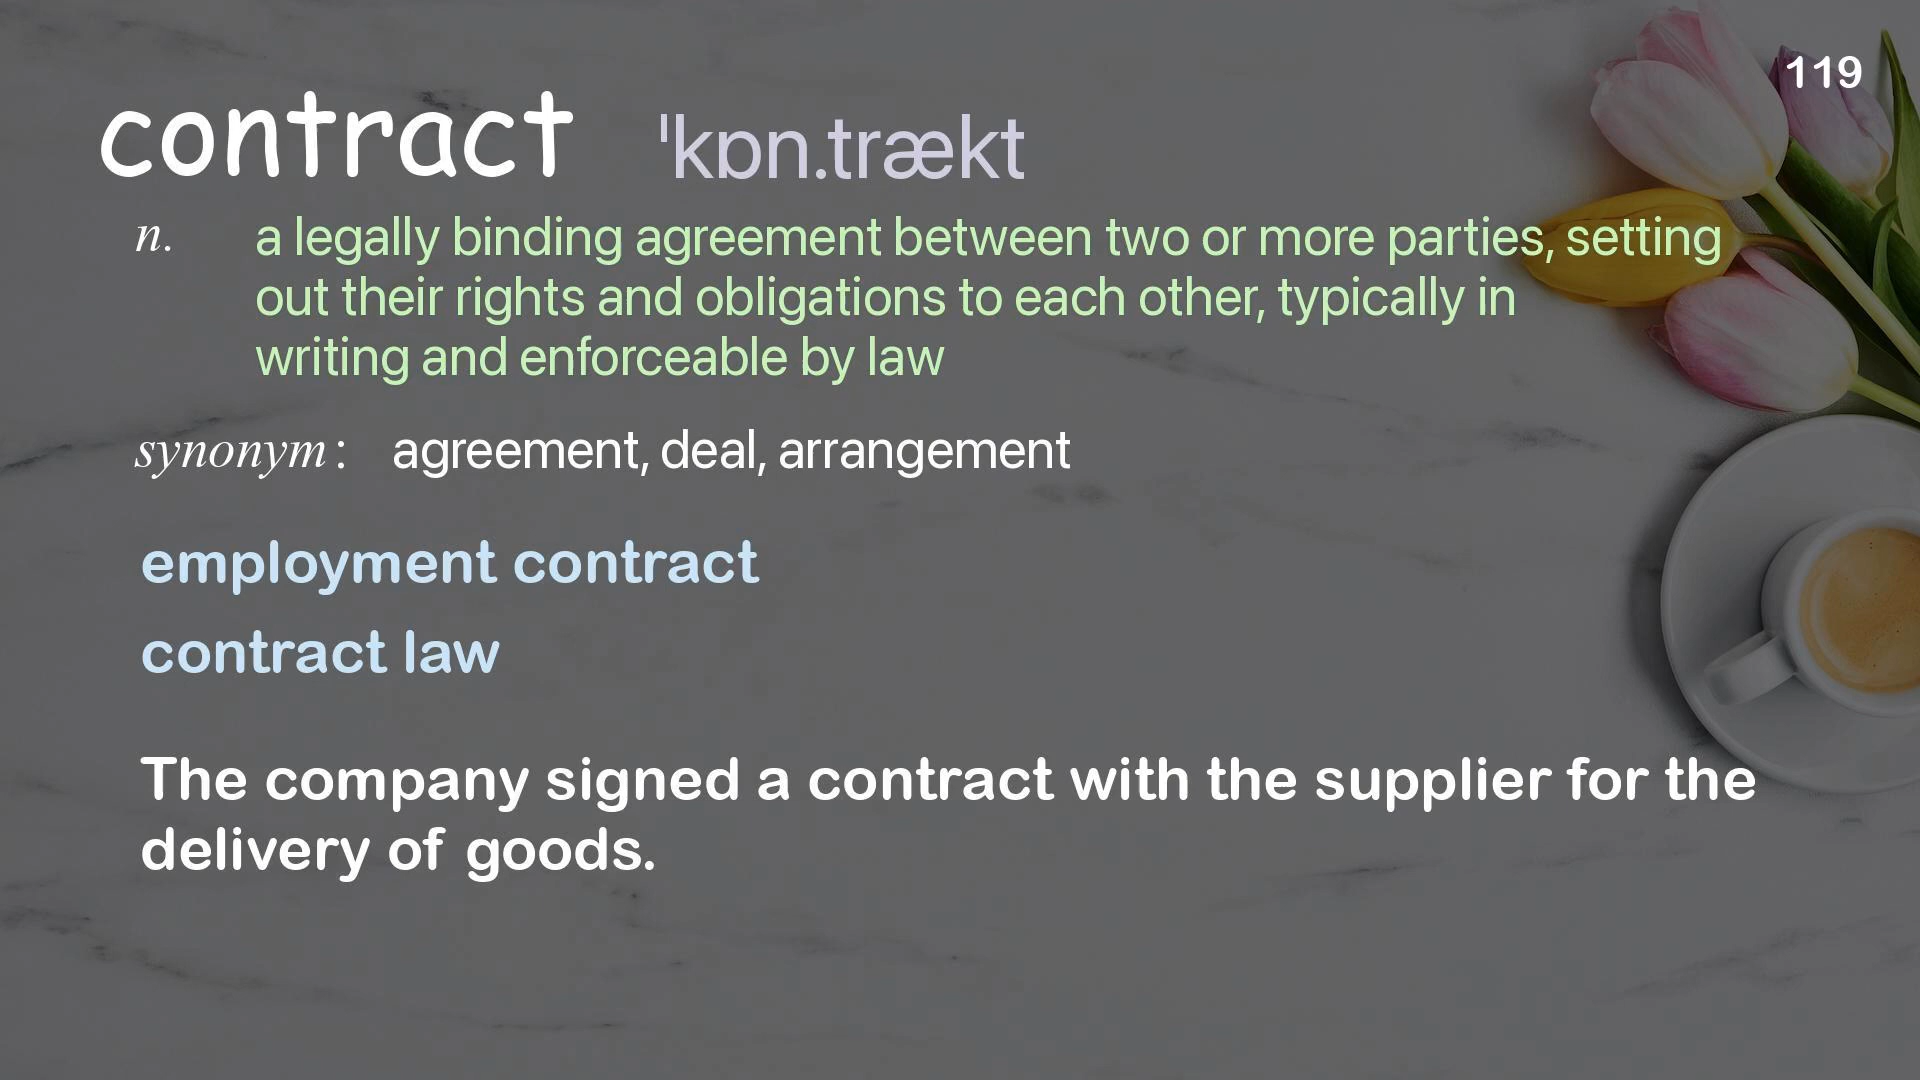 119
contract ˈkɒn.trækt
n. a legally binding agreement between two or more parties, setting
out their rights and obligations to each other, typically in
writing and enforceable by law
synonym: agreement, deal, arrangement
employment contract
contract law
The company signed a contract with the supplier for the
delivery of goods.